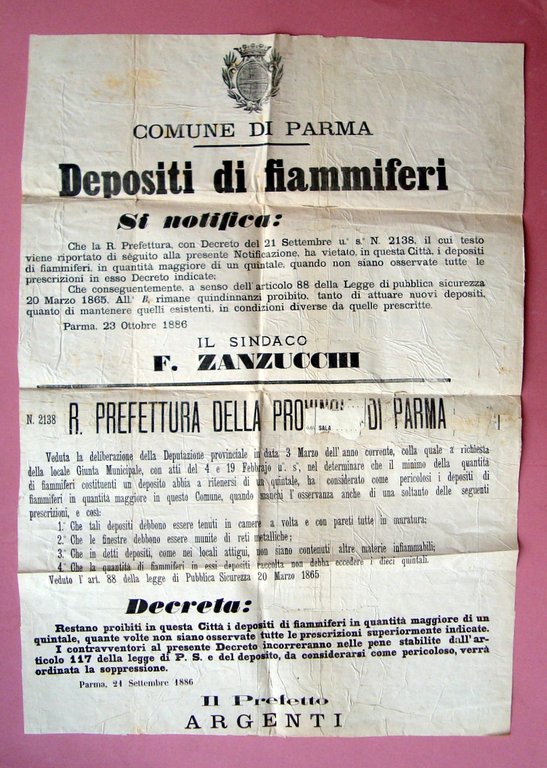 COMUNE DI PARMA
Depositi di fiammiferi
Si notifica:
Che la R. Prefettura, con Decreto del 21 Settembre u.º s.º N. 2138, il cui testo
viene riportato di sèguito alla presente Notificazione, ha vietato, in questa Città, i depositi
di fiammiferi, in quantità maggiore di un quintale, quando non siano osservate tutte le
prescrizioni in esso Decreto indicate;
Che conseguentemente, a senso dell'articolo 88 della Legge di pubblica sicurezza
20 Marzo 1865, All.º B, rimane quindinnanzi proibito, tanto di attuare nuovi depositi,
quanto di mantenere quelli esistenti, in condizioni diverse da quelle prescritte.
Parma, 23 Ottobre 1886
IL SINDACO
F. ZANZUCCHI
N. 2138 R. PREFETTURA DELLA PROVINCIA DI PARMA
SALA
Veduta la deliberazione della Deputazione provinciale in data 3 Marzo dell'anno corrente, colla quale a richiesta
della locale Giunta Municipale, con atti del 4 e 19 Febbrajo u.º s.º, nel determinare che il minimo della quantità
di fiammiferi costituenti un deposito abbia a ritenersi di un quintale, ha considerato come pericolosi i depositi di
fiammiferi in quantità maggiore in questo Comune, quando manchi l'osservanza anche di una soltanto delle seguenti
prescrizioni, e così:
1.º Che tali depositi debbono essere tenuti in camere a volta e con pareti tutte in muratura;
2.º Che le finestre debbono essere munite di reti metalliche;
3.º Che in detti depositi, come nei locali attigui, non siano contenuti altre materie infiammabili;
4.º Che la quantità di fiammiferi in essi depositi raccolta non debba eccedere i dieci quintali.
Veduto l'art. 88 della legge di Pubblica Sicurezza 20 Marzo 1865
Decreta:
Restano proibiti in questa Città i depositi di fiammiferi in quantità maggiore di un
quintale, quante volte non siano osservate tutte le proscrizioni superiormente indicate.
I contravventori al presente Decreto incorreranno nelle pene stabilite dall'ar-
ticolo 117 della legge di P. S. e del deposito, da considerarsi come pericoloso, verrà
ordinata la soppressione.
Parma, 21 Settembre 1886
Il Prefetto
ARGENTI